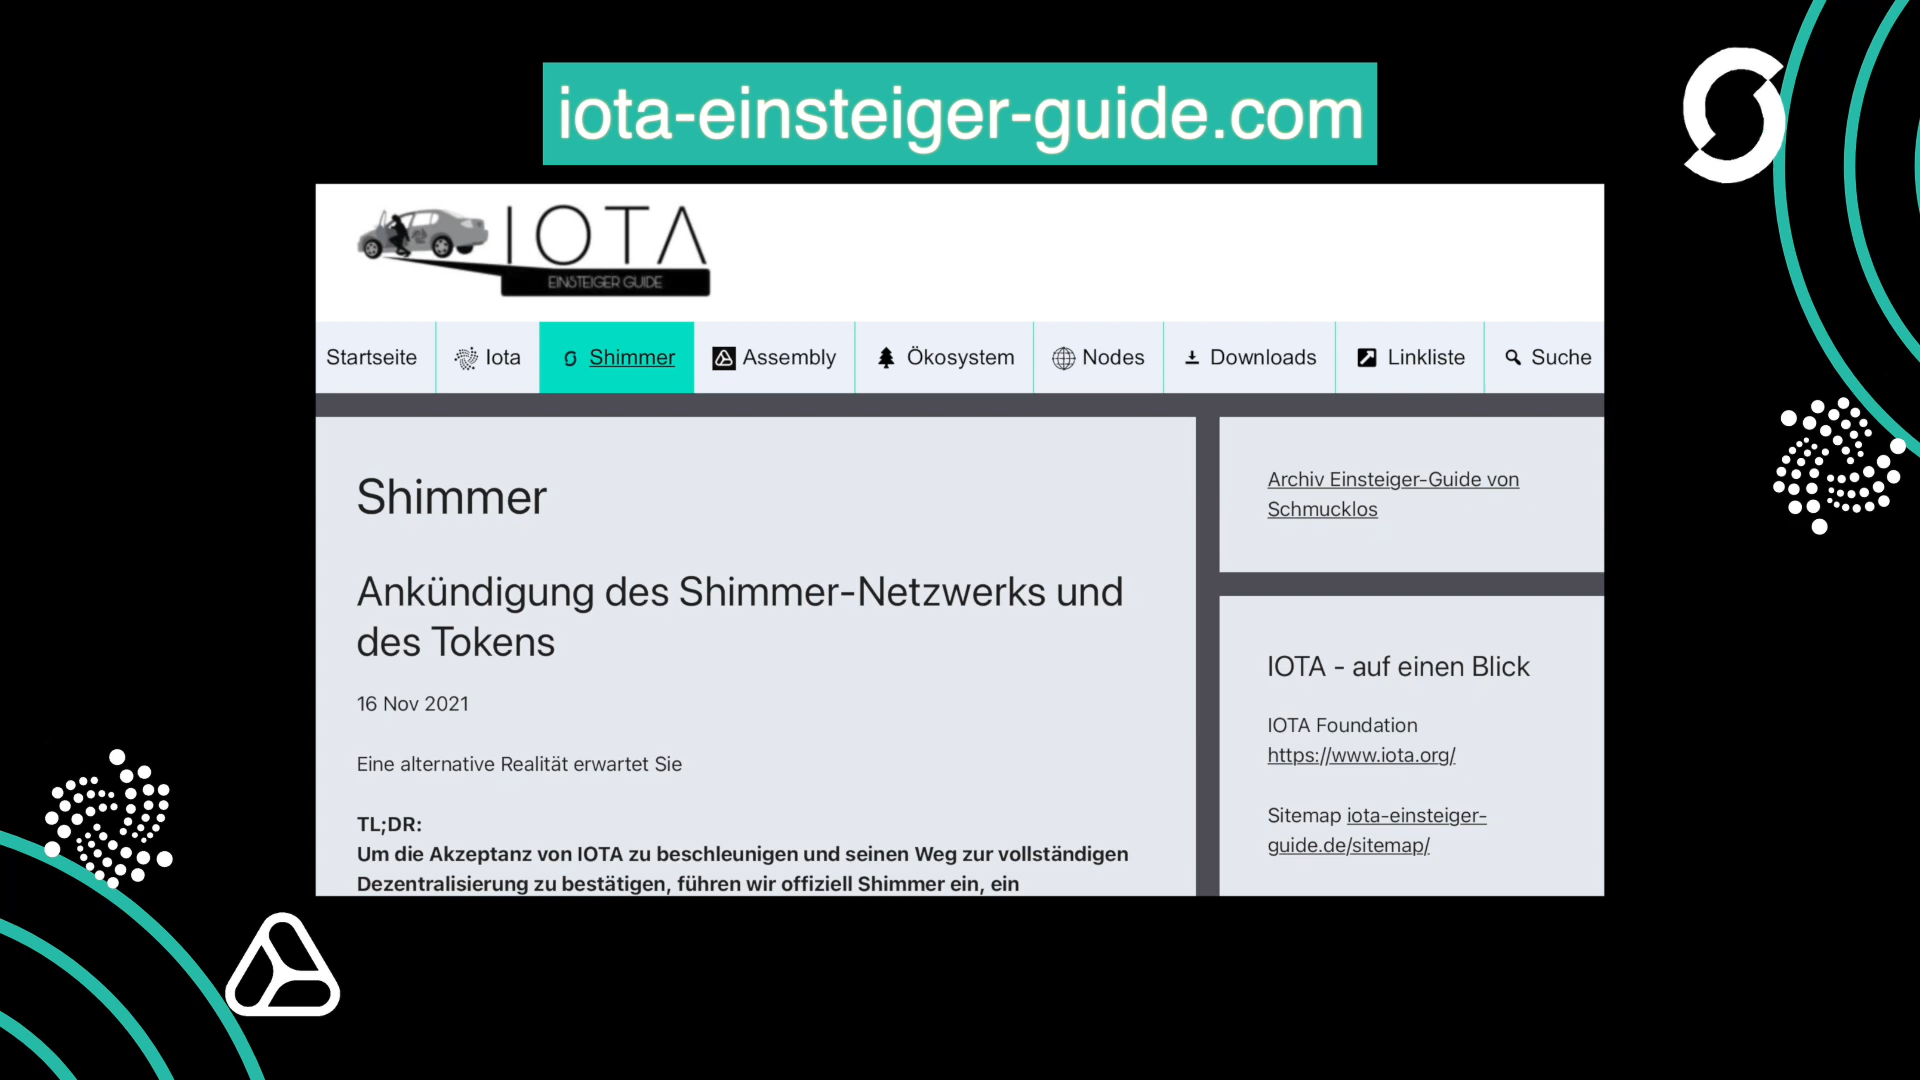 iota-einsteiger-guide.com
IOTA
EINSTEIGER GUIDE
Startseite
Iota
Shimmer
Assembly
Ökosystem
Nodes
Downloads
Linkliste
Suche
Shimmer
Ankündigung des Shimmer-Netzwerks und
des Tokens
16 Nov 2021
Eine alternative Realität erwartet Sie
TL;DR:
Um die Akzeptanz von IOTA zu beschleunigen und seinen Weg zur vollständigen
Dezentralisierung zu bestätigen, führen wir offiziell Shimmer ein, ein
Archiv Einsteiger-Guide von
Schmucklos
IOTA - auf einen Blick
IOTA Foundation
https://www.iota.org/
Sitemap iota-einsteiger-
guide.de/sitemap/